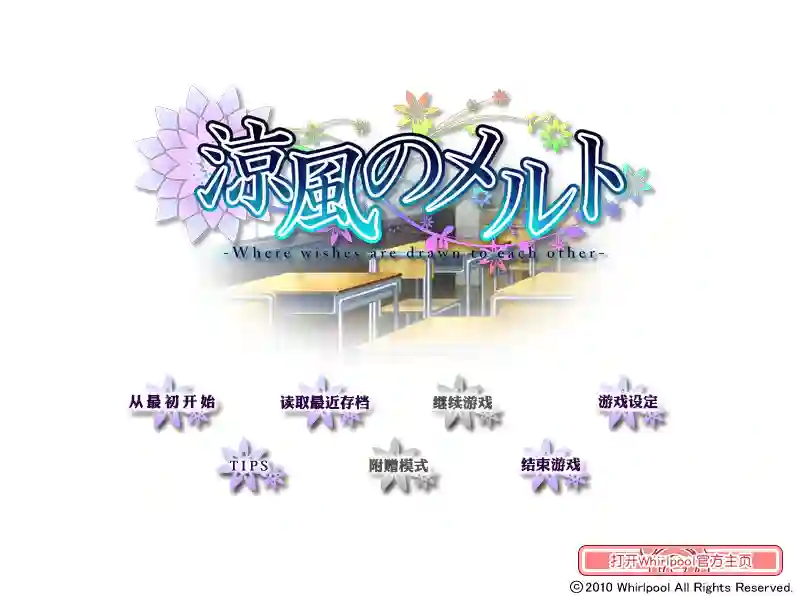 涼風のメルト
-Where wishes are drawn to each other-
从最初开始 读取最近存档 继续游戏 游戏设定
TIPS 附赠模式 结束游戏
打开Whirlpool官方主页
©2010 Whirlpool All Rights Reserved.